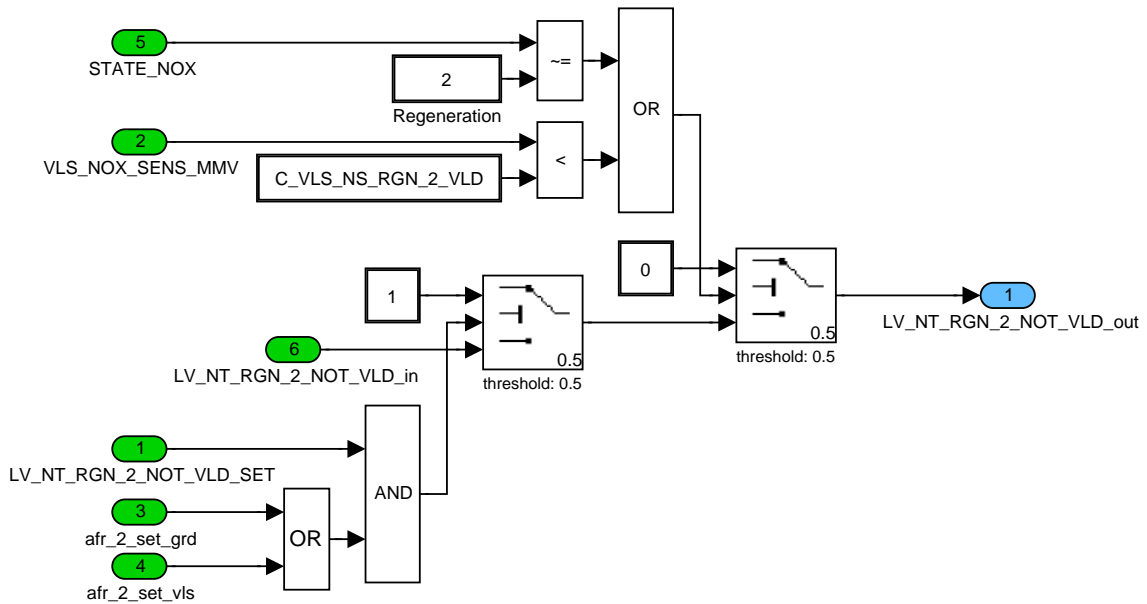 5
STATE_NOX
2
Regeneration
~=
OR
2
VLS_NOX_SENS_MMV
C_VLS_NS_RGN_2_VLD
<
0
1
6
LV_NT_RGN_2_NOT_VLD_in
0.5
threshold: 0.5
0.5
threshold: 0.5
1
LV_NT_RGN_2_NOT_VLD_out
1
LV_NT_RGN_2_NOT_VLD_SET
AND
3
afr_2_set_grd
OR
4
afr_2_set_vls